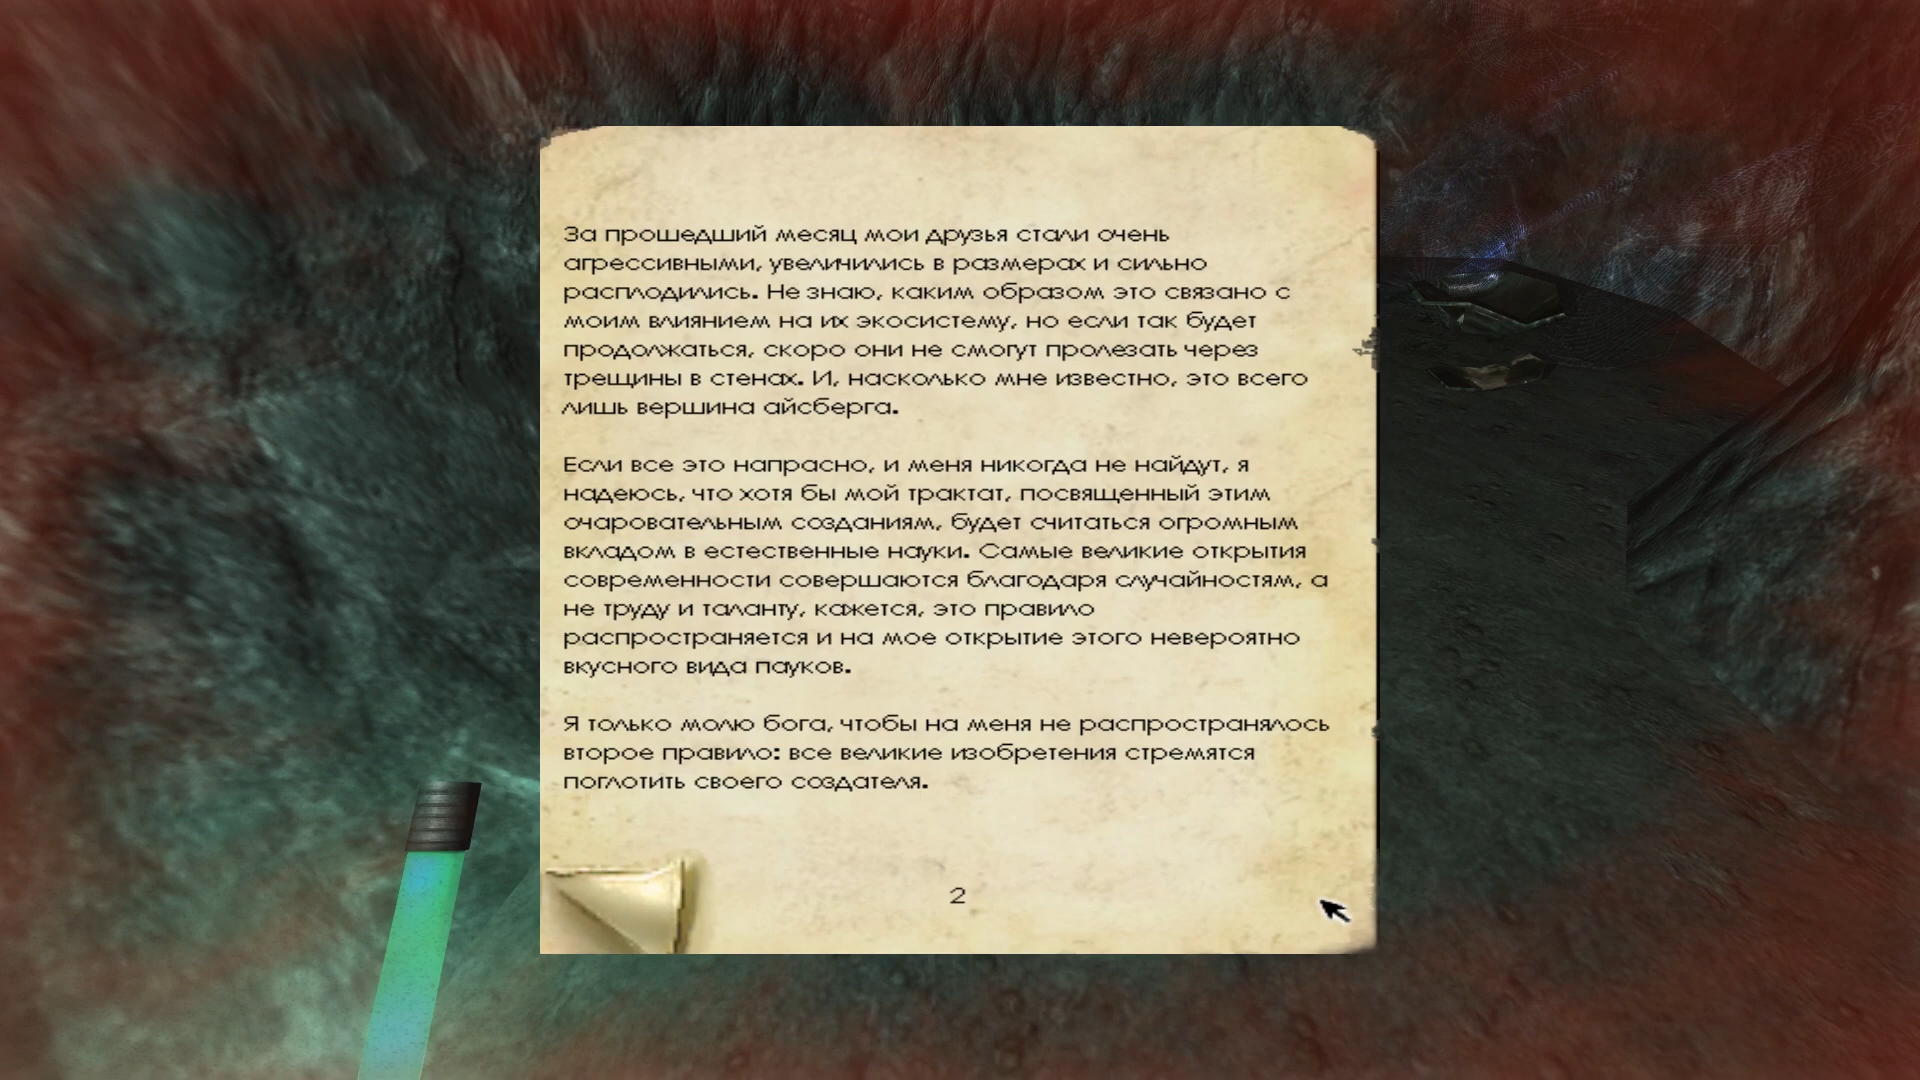 За прошедший месяц мои друзья стали очень
агрессивными, увеличились в размерах и сильно
расплодились. Не знаю, каким образом это связано с
моим влиянием на их экосистему, но если так будет
продолжаться, скоро они не смогут пролезать через
трещины в стенах. И, насколько мне известно, это всего
лишь вершина айсберга.
Если все это напрасно, и меня никогда не найдут, я
надеюсь, что хотя бы мой трактат, посвященный этим
очаровательным созданиям, будет считаться огромным
вкладом в естественные науки. Самые великие открытия
современности совершаются благодаря случайностям, а
не труду и таланту, кажется, это правило
распространяется и на мое открытие этого невероятно
вкусного вида пауков.
Я только молю бога, чтобы на меня не распространялось
второе правило: все великие изобретения стремятся
поглотить своего создателя.
2